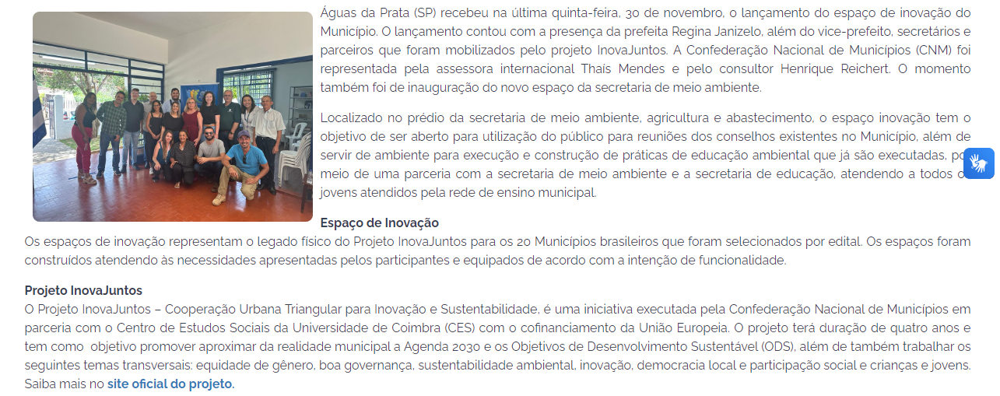 Águas da Prata (SP) recebeu na última quinta-feira, 30 de novembro, o lançamento do espaço de inovação do
Município. O lançamento contou com a presença da prefeita Regina Janizelo, além do vice-prefeito, secretários e
parceiros que foram mobilizados pelo projeto InovaJuntos. A Confederação Nacional de Municípios (CNM) foi
representada pela assessora internacional Thaís Mendes e pelo consultor Henrique Reichert. O momento
também foi de inauguração do novo espaço da secretaria de meio ambiente.
Localizado no prédio da secretaria de meio ambiente, agricultura e abastecimento, o espaço inovação tem o
objetivo de ser aberto para utilização do público para reuniões dos conselhos existentes no Município, além de
servir de ambiente para execução e construção de práticas de educação ambiental que já são executadas, po
meio de uma parceria com a secretaria de meio ambiente e a secretaria de educação, atendendo a todos o
jovens atendidos pela rede de ensino municipal.
Espaço de Inovação
Os espaços de inovação representam o legado físico do Projeto InovaJuntos para os 20 Municípios brasileiros que foram selecionados por edital. Os espaços foram
construídos atendendo às necessidades apresentadas pelos participantes e equipados de acordo com a intenção de funcionalidade.
Projeto InovaJuntos
O Projeto InovaJuntos – Cooperação Urbana Triangular para Inovação e Sustentabilidade, é uma iniciativa executada pela Confederação Nacional de Municípios em
parceria com o Centro de Estudos Sociais da Universidade de Coimbra (CES) com o cofinanciamento da União Europeia. O projeto terá duração de quatro anos e
tem como  objetivo promover aproximar da realidade municipal a Agenda 2030 e os Objetivos de Desenvolvimento Sustentável (ODS), além de também trabalhar os
seguintes temas transversais: equidade de gênero, boa governança, sustentabilidade ambiental, inovação, democracia local e participação social e crianças e jovens.
Saiba mais no site oficial do projeto.